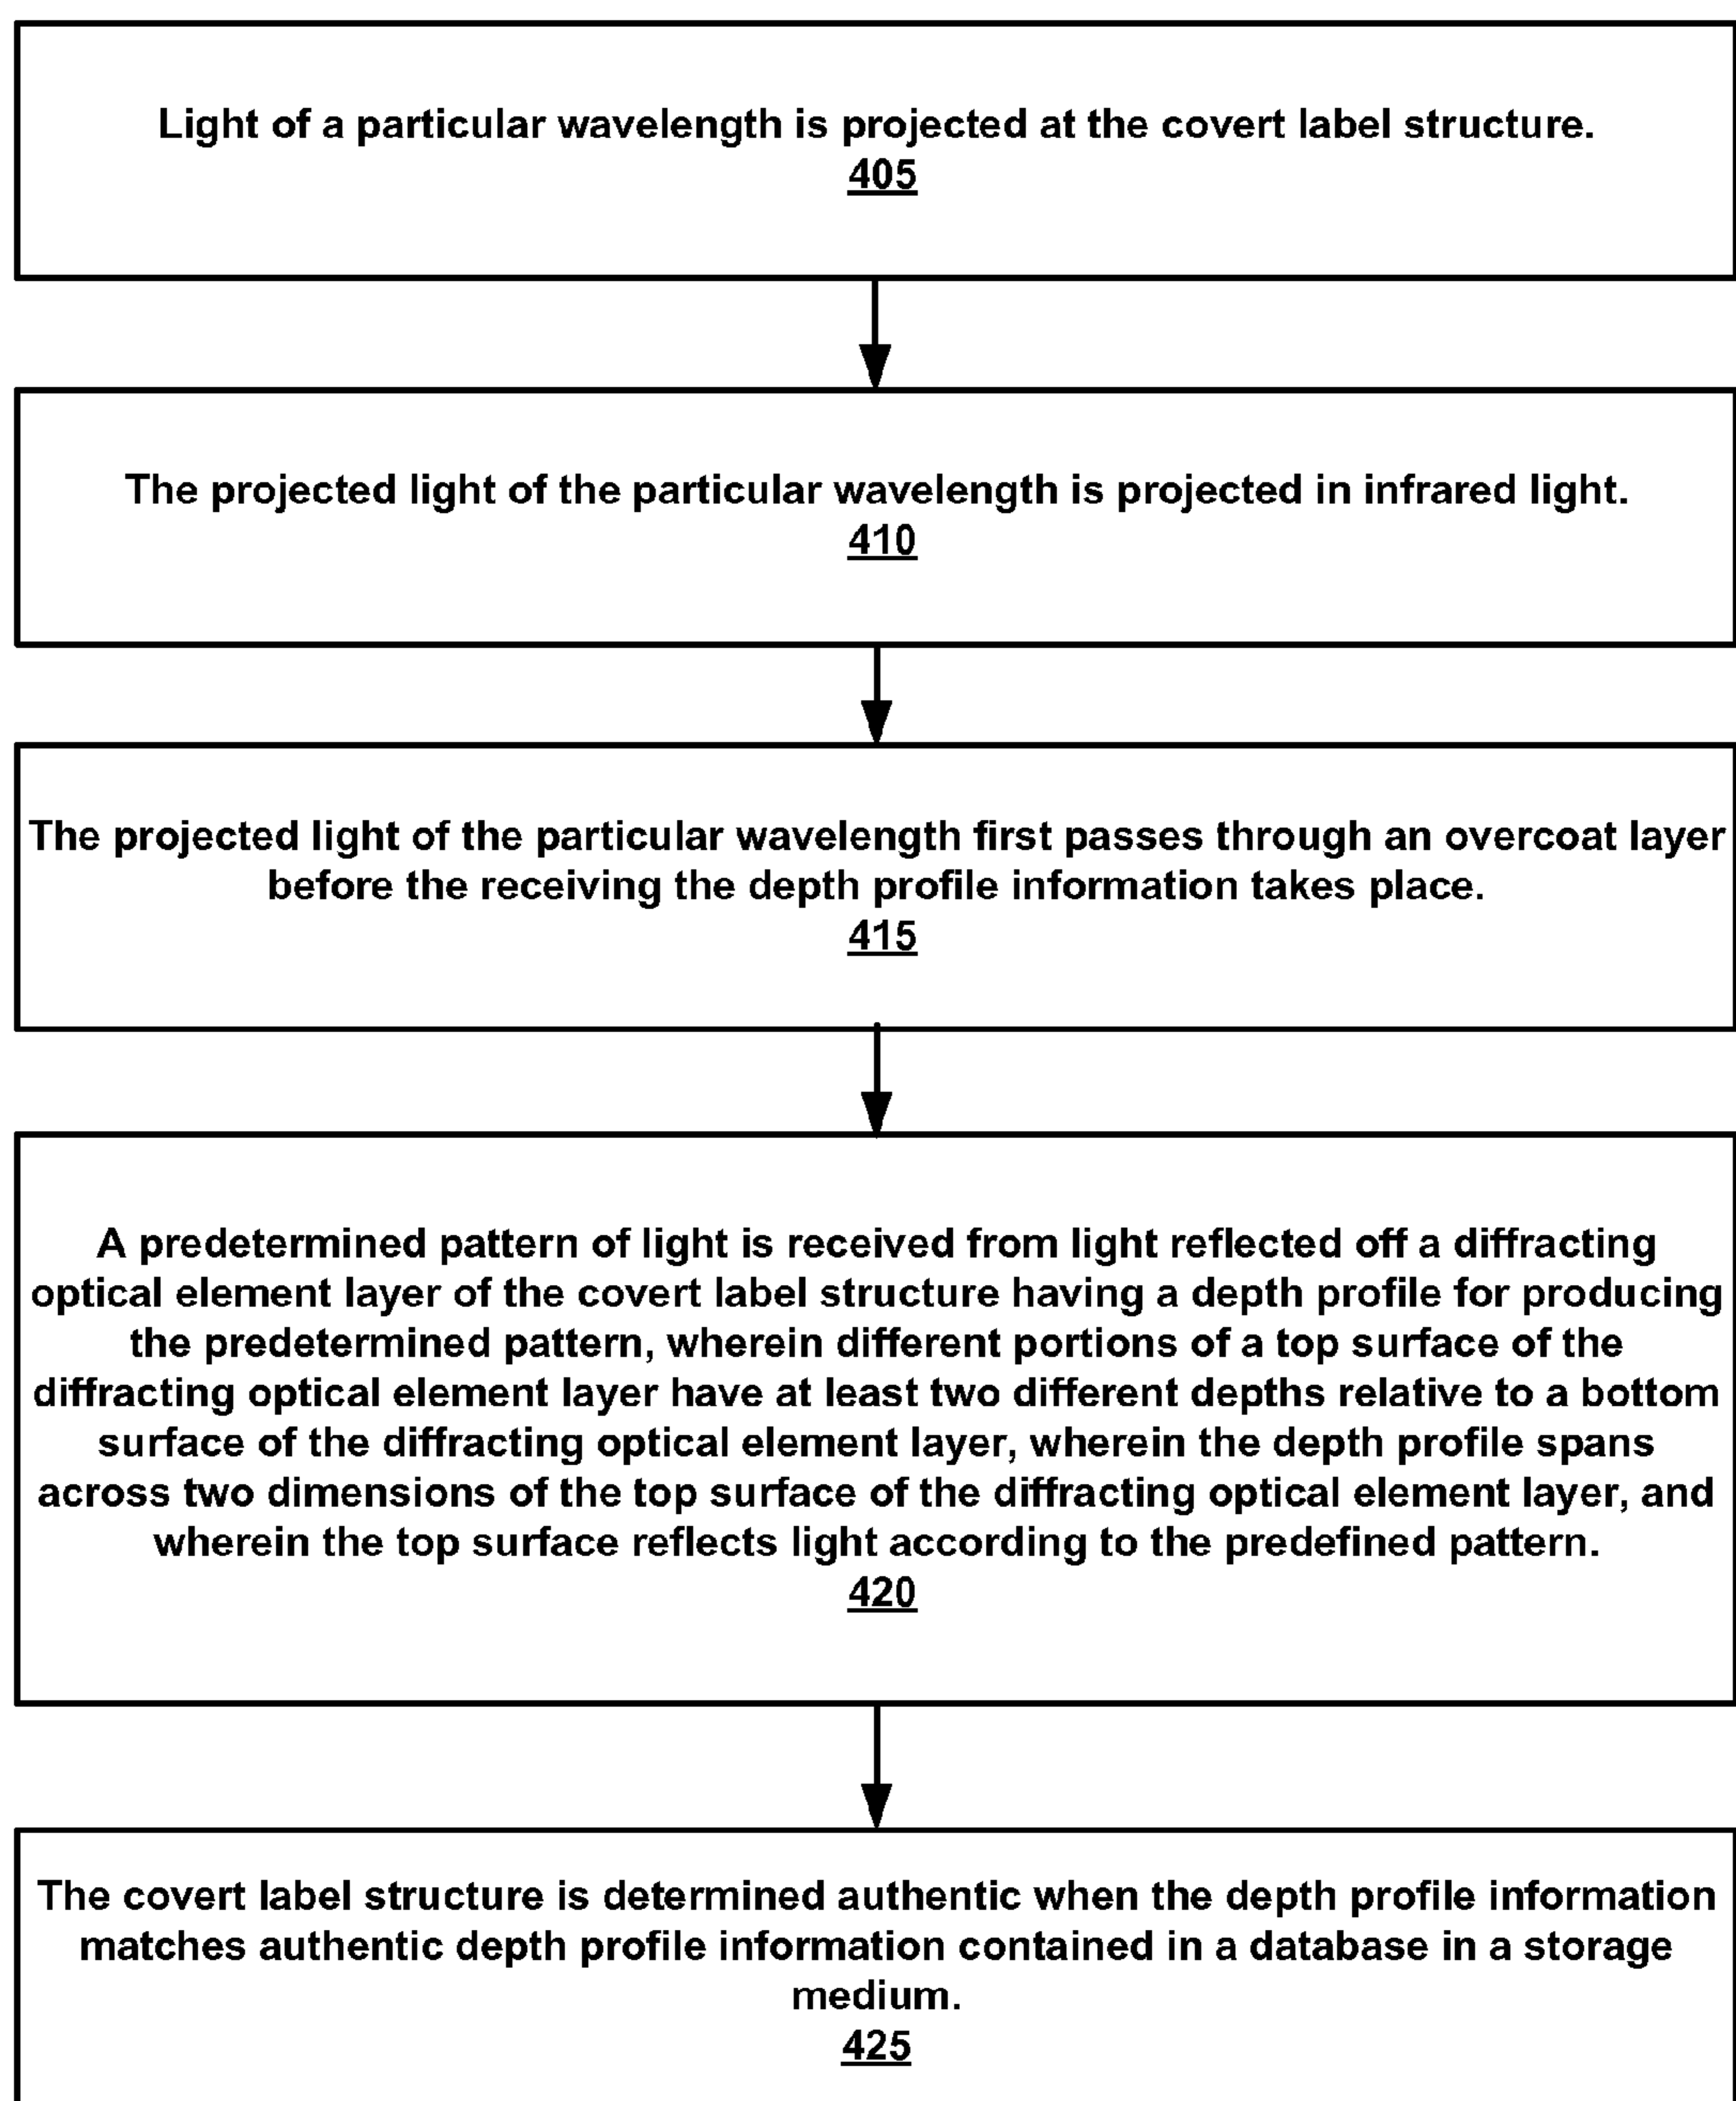 Light of a particular wavelength is projected at the covert label structure.
405
The projected light of the particular wavelength is projected in infrared light.
410
The projected light of the particular wavelength first passes through an overcoat layer
before the receiving the depth profile information takes place.
415
A predetermined pattern of light is received from light reflected off a diffracting
optical element layer of the covert label structure having a depth profile for producing
the predetermined pattern, wherein different portions of a top surface of the
diffracting optical element layer have at least two different depths relative to a bottom
surface of the diffracting optical element layer, wherein the depth profile spans
across two dimensions of the top surface of the diffracting optical element layer, and
wherein the top surface reflects light according to the predefined pattern.
420
The covert label structure is determined authentic when the depth profile information
matches authentic depth profile information contained in a database in a storage
medium.
425